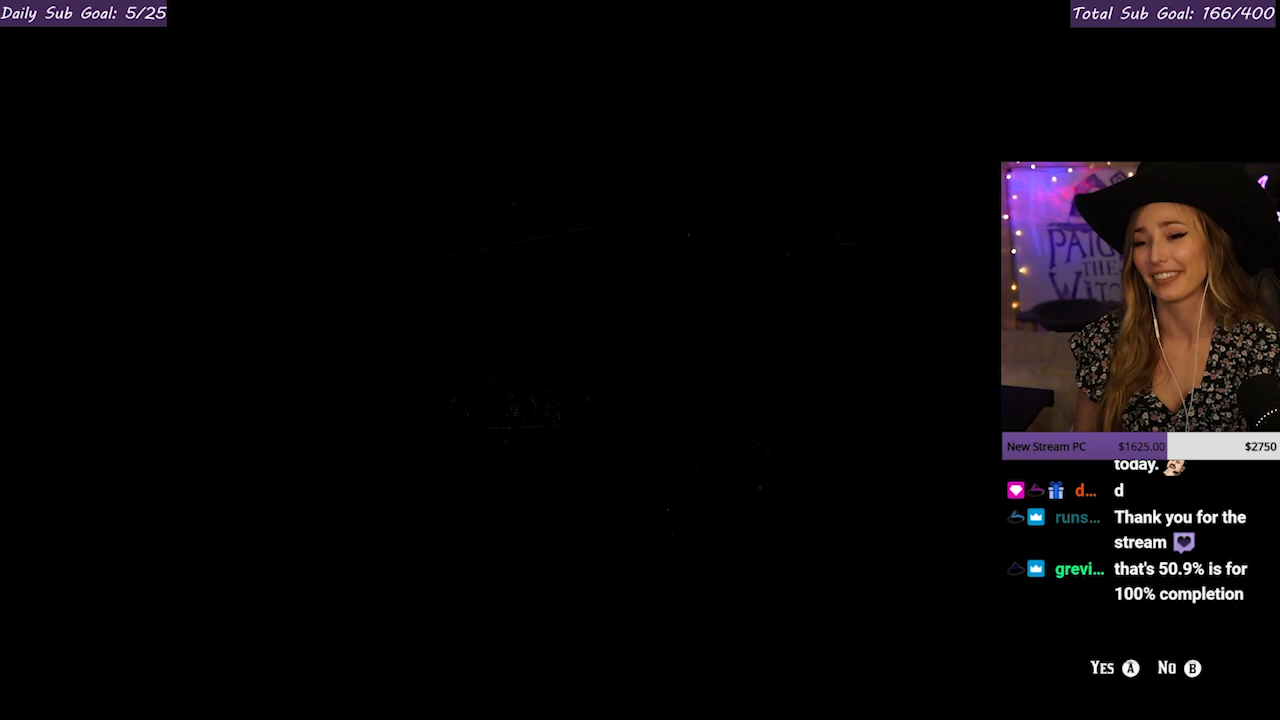 Daily Sub Goal: 5/25
Total Sub Goal: 166/400
THE
New Stream PC $1625.00 $2750
today.
d... d
runs... Thank you for the
stream
grevi... that's 50.9% is for
100% completion
Yes A No B